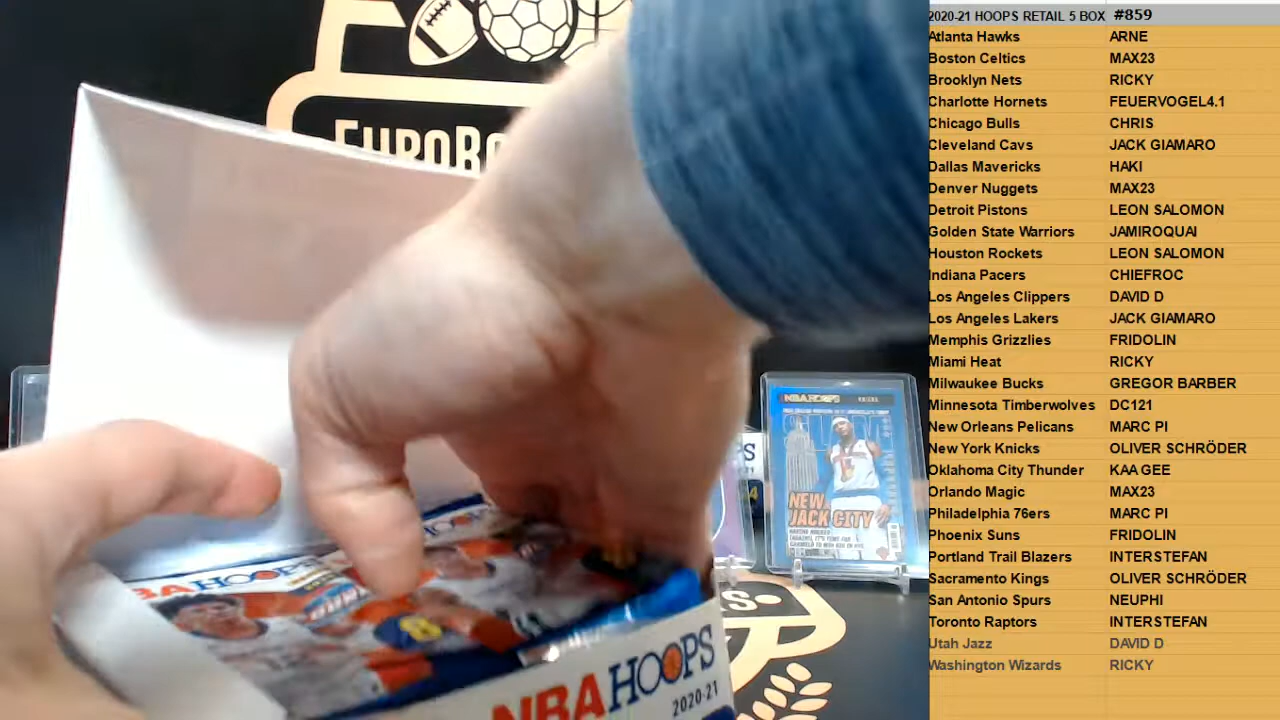 2020-21 HOOPS RETAIL 5 BOX #859
Atlanta Hawks ARNE
Boston Celtics MAX23
Brooklyn Nets RICKY
Charlotte Hornets FEUERVOGEL4.1
Chicago Bulls CHRIS
Cleveland Cavs JACK GIAMARO
Dallas Mavericks HAKI
Denver Nuggets MAX23
Detroit Pistons LEON SALOMON
Golden State Warriors JAMIROQUAI
Houston Rockets LEON SALOMON
Indiana Pacers CHIEFROC
Los Angeles Clippers DAVID D
Los Angeles Lakers JACK GIAMARO
Memphis Grizzlies FRIDOLIN
Miami Heat RICKY
Milwaukee Bucks GREGOR BARBER
Minnesota Timberwolves DC121
New Orleans Pelicans MARC PI
New York Knicks OLIVER SCHRÖDER
Oklahoma City Thunder KAA GEE
Orlando Magic MAX23
Philadelphia 76ers MARC PI
Phoenix Suns FRIDOLIN
Portland Trail Blazers INTERSTEFAN
Sacramento Kings OLIVER SCHRÖDER
San Antonio Spurs NEUPHI
Toronto Raptors INTERSTEFAN
Utah Jazz DAVID D
Washington Wizards RICKY
NBA HOOPS
NEW
JACK CITY
NBA HOOPS
2020-21